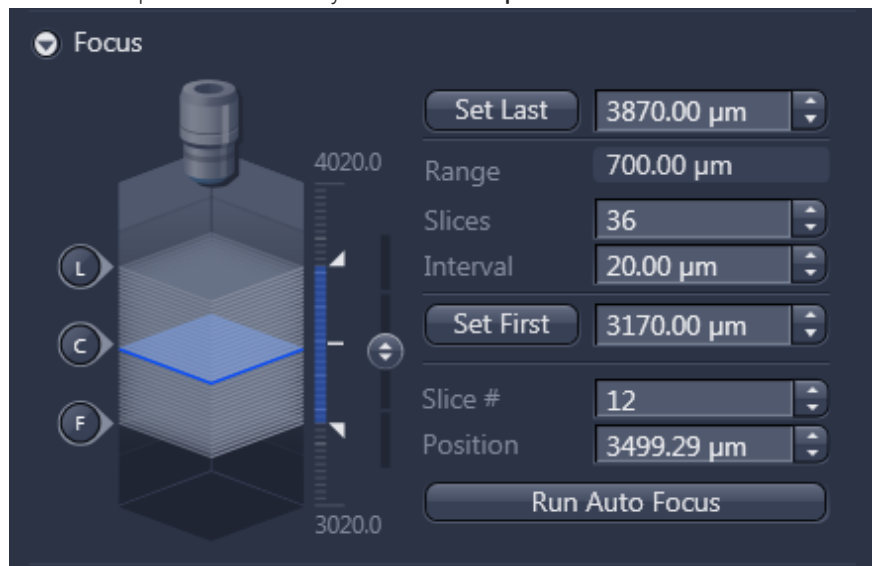 Focus
Set Last 3870.00 µm
4020.0
Range 700.00 µm
Slices 36
L
Interval 20.00 µm
Set First 3170.00 µm
C
Slice # 12
F
Position 3499.29 µm
Run Auto Focus
3020.0